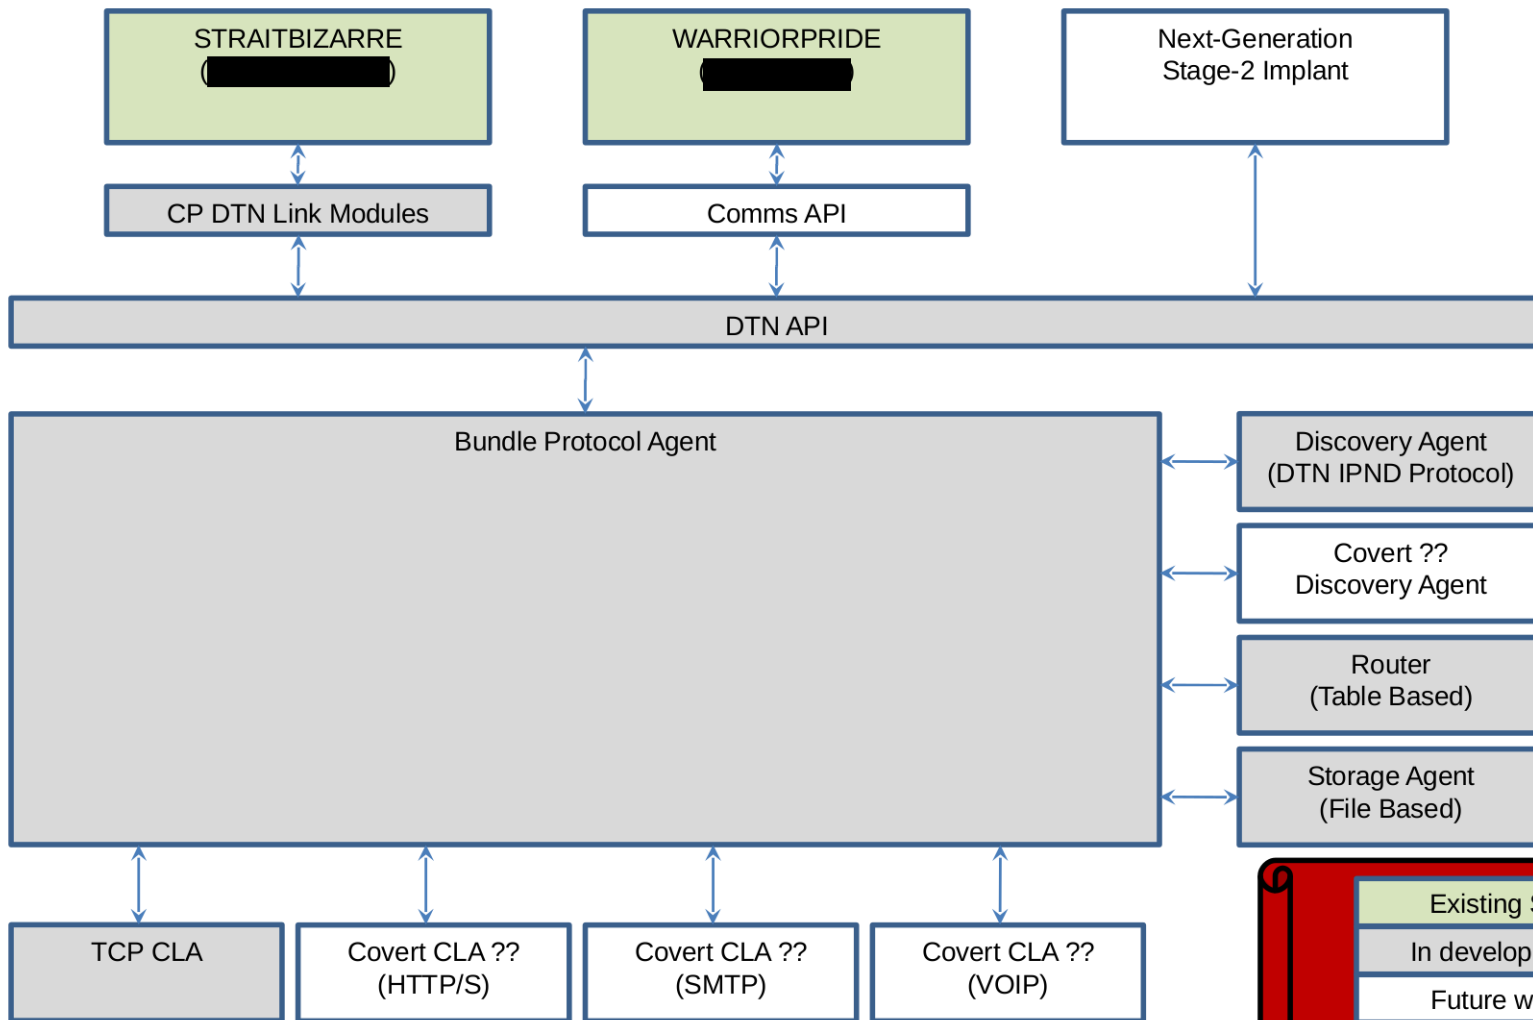 STRAITBIZARRE
( )
WARRIORPRIDE
( )
Next-Generation
Stage-2 Implant
CP DTN Link Modules
Comms API
DTN API
Bundle Protocol Agent
Discovery Agent
(DTN IPND Protocol)
Covert ??
Discovery Agent
Router
(Table Based)
Storage Agent
(File Based)
TCP CLA
Covert CLA ??
(HTTP/S)
Covert CLA ??
(SMTP)
Covert CLA ??
(VOIP)
Existing
In develop
Future w